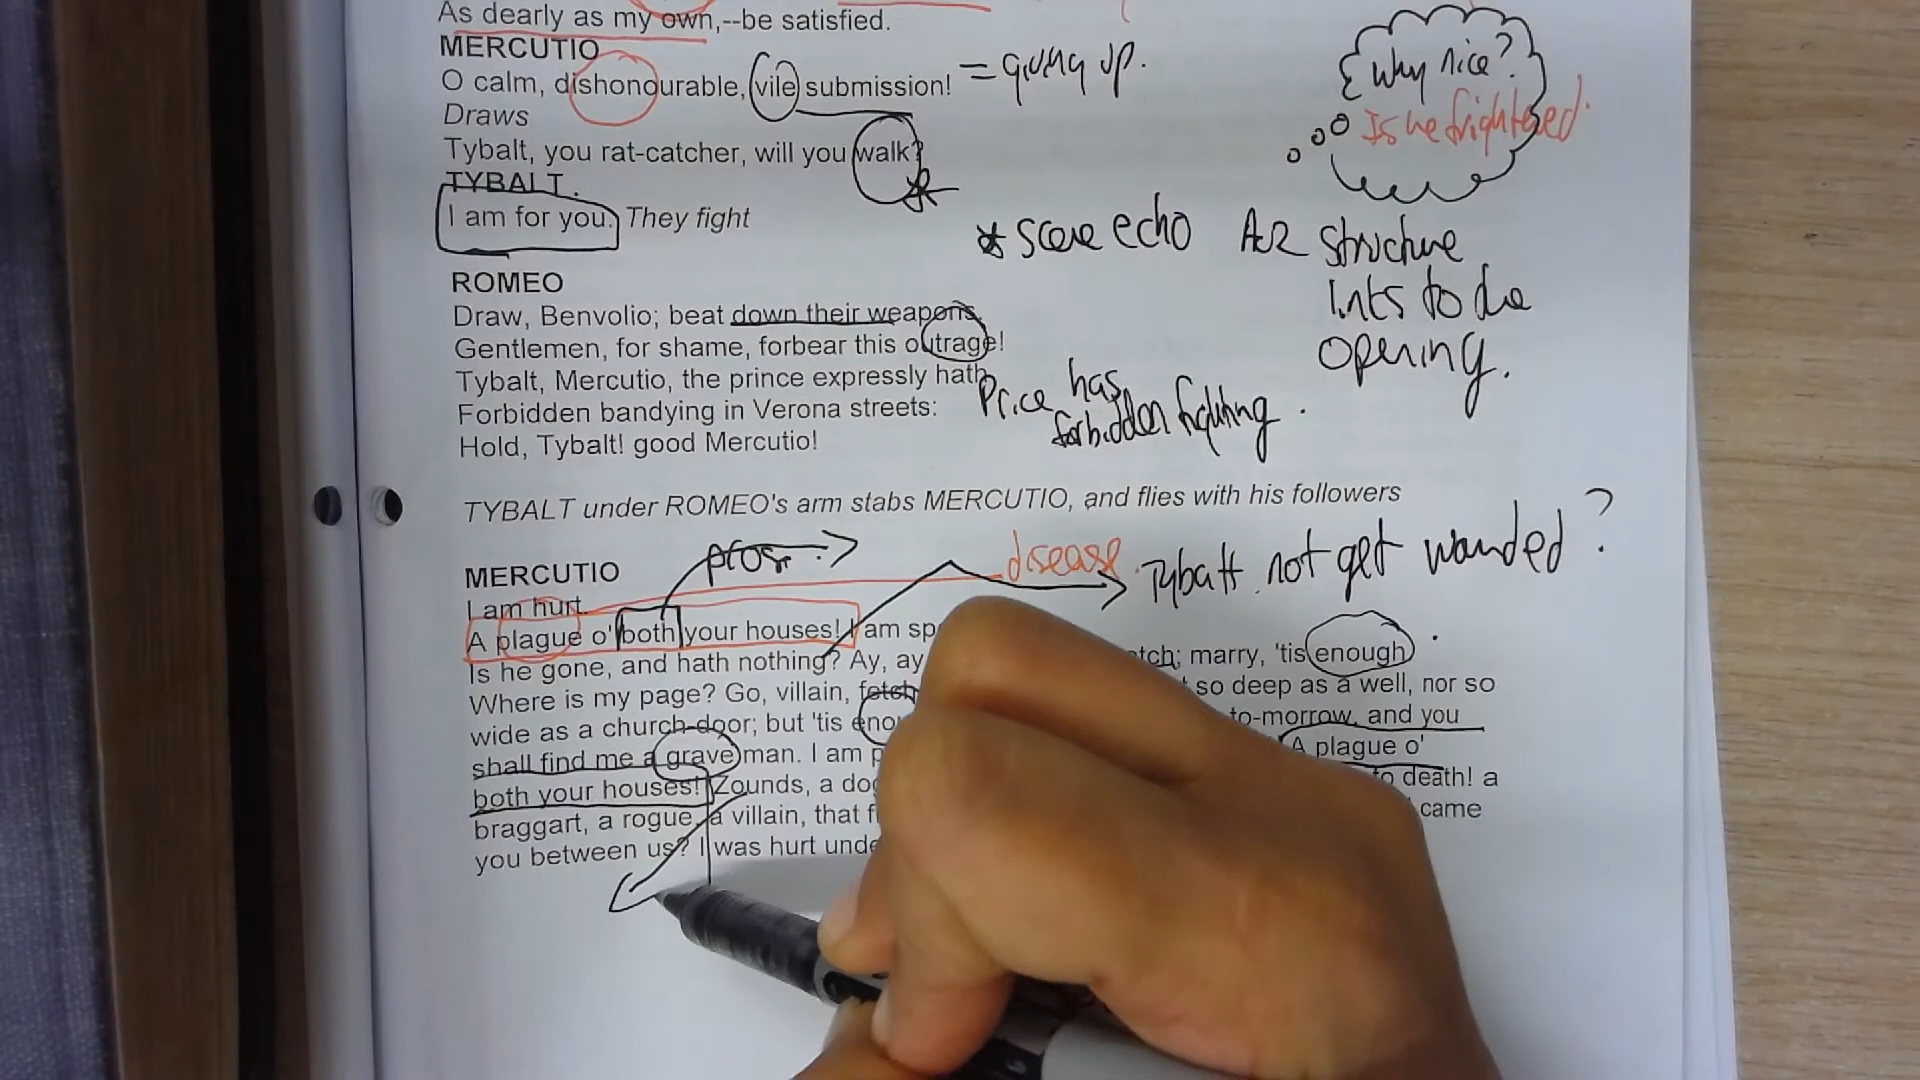 As dearly as my own,--be satisfied.
MERCUTIO
O calm, dishonourable, vile submission! = giving up.
Draws
Tybalt, you rat-catcher, will you walk?
TYBALT.
I am for you. They fight
Why nice?
Is he frightened.
* Scene echo
structure
links to the
opening.
ROMEO
Draw, Benvolio; beat down their weapons.
Gentlemen, for shame, forbear this outrage!
Tybalt, Mercutio, the prince expressly hath
Forbidden bandying in Verona streets:
Hold, Tybalt! good Mercutio!
Price has
forbidden fighting.
TYBALT under ROMEO's arm stabs MERCUTIO, and flies with his followers
disease
Tybalt not get wounded?
MERCUTIO
I am hurt.
A plague o' both your houses! I am
Is he gone, and hath nothing? Ay, ay marry, 'tis enough
Where is my page? Go, villain, fetch so deep as a well, nor so
wide as a church-door; but 'tis to-morrow, and you
shall find me a grave man. I am A plague o'
both your houses! Zounds, a to death! a
braggart, a rogue, a villain, that came
you between us? I was hurt